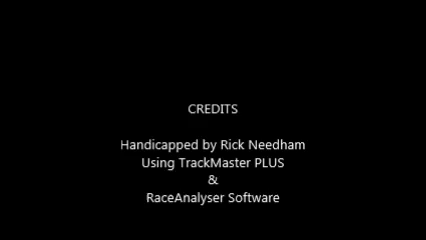 CREDITS
Handicapped by Rick Needham
Using TrackMaster PLUS
&
RaceAnalyser Software